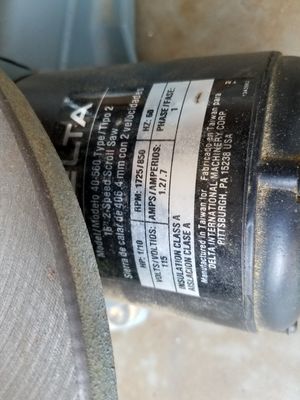 DELTA
Model/Modelo 40-560 Type/Tipo 2
16" 2-Speed Scroll Saw
Sierra de calar de 306.4 mm con 2 velocidades
HP: 1/10 RPM: 1725/850 HZ: 60 PHASE/FASE: 1
VOLTS/VOLTIOS: 115 AMPS/AMPERIOS: 1.2/.7
INSULATION CLASS A
AISLACION CLASE A
Manufactured in Taiwan for Fabricado en Taiwan para
DELTA INTERNATIONAL MACHINERY CORP.
PITTSBURGH, PA 15238 USA